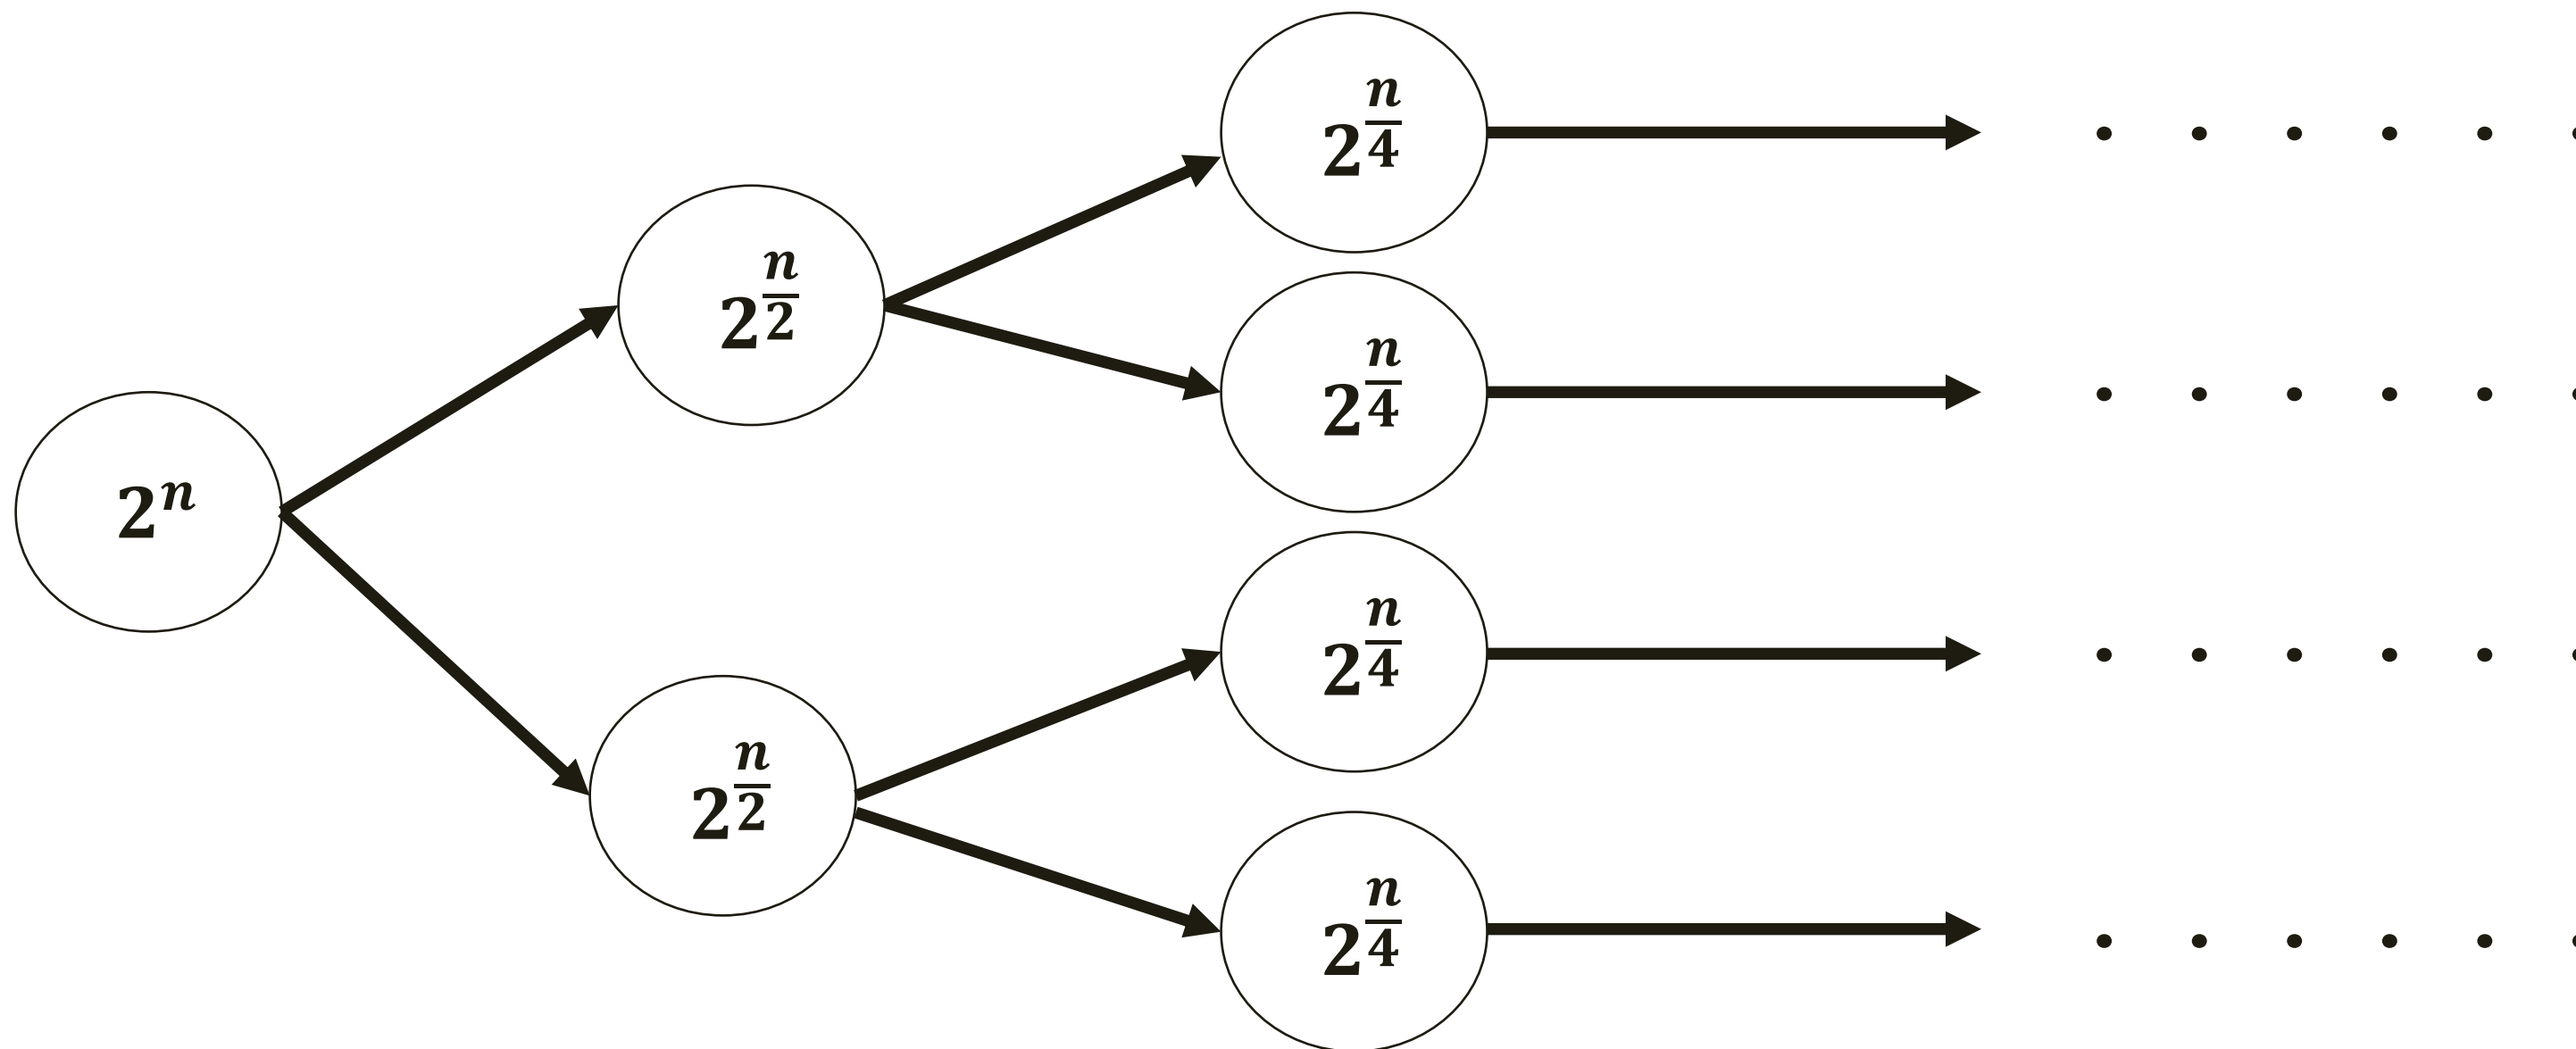 2^n
2^{n/2}
2^{n/2}
2^{n/4}
2^{n/4}
2^{n/4}
2^{n/4}
. . . . . .
. . . . . .
. . . . . .
. . . . . .